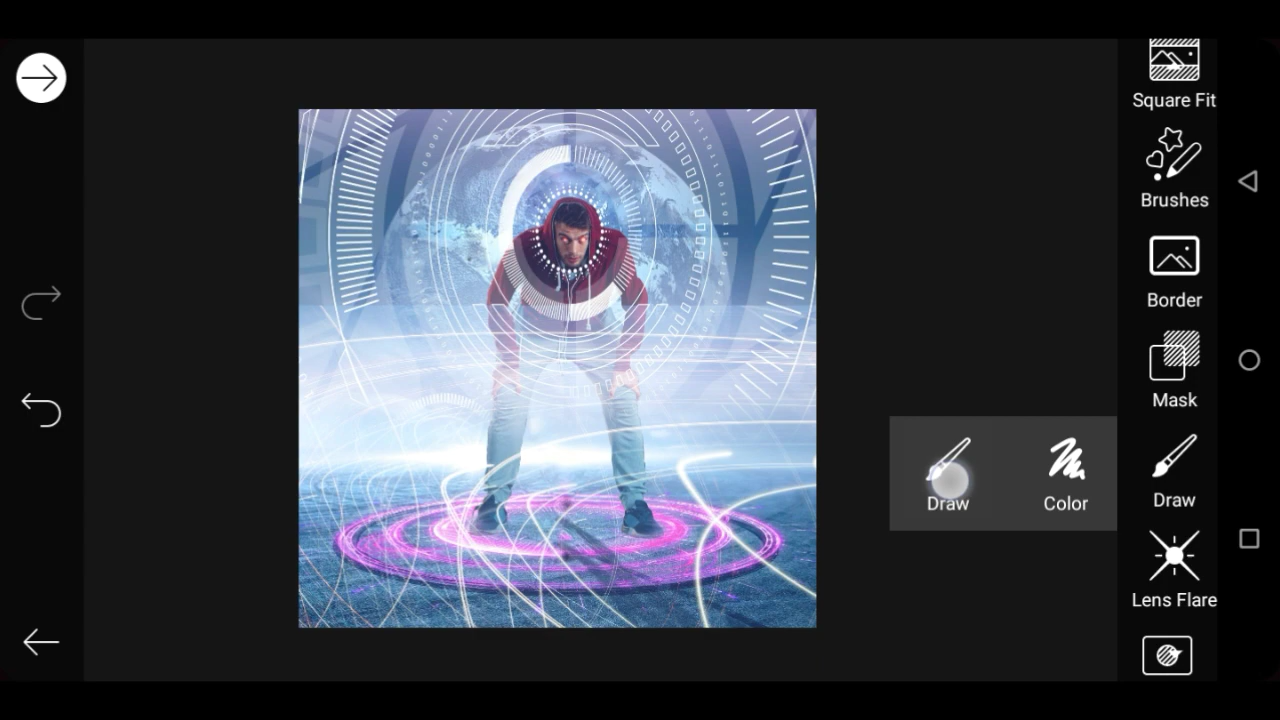 Square Fit
Brushes
Border
Mask
Draw
Color
Draw
Lens Flare